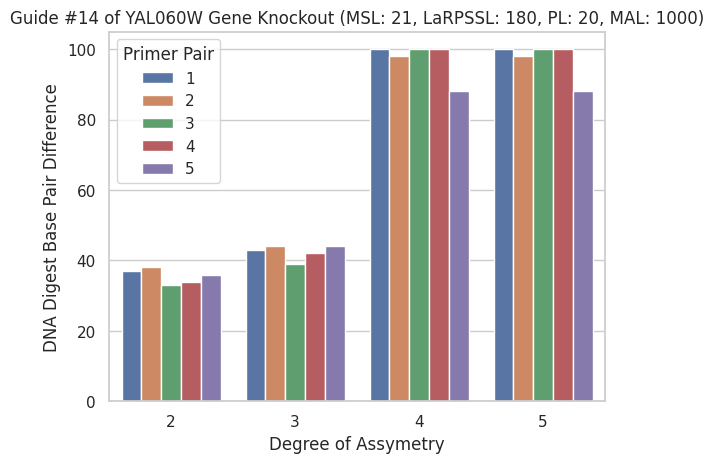 Guide #14 of YAL060W Gene Knockout (MSL: 21, LaRPSSL: 180, PL: 20, MAL: 1000)
Primer Pair
1
2
3
4
5
DNA Digest Base Pair Difference
100
80
60
40
20
0
2 3 4 5
Degree of Assymetry